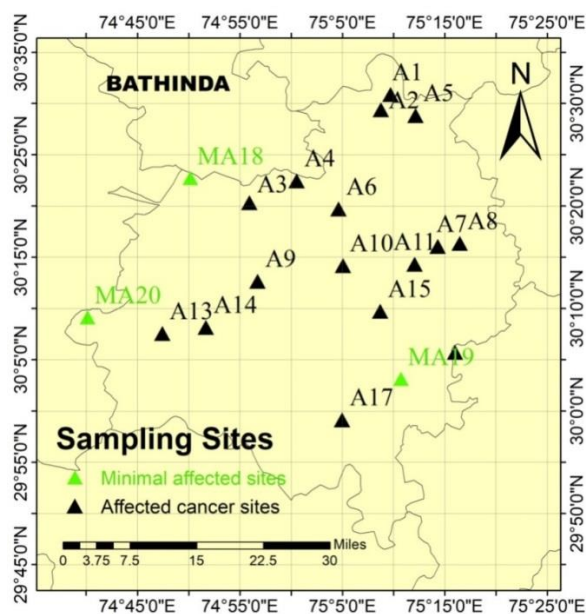 74°45'0"E 74°55'0"E 75°5'0"E 75°15'0"E 75°25'0"E
30°35'0"N
30°30'0"N
BATHINDA
A1
N
A2 A5
30°25'0"N
MA18
A4
A3
A6
30°20'0"N
A7 A8
30°15'0"N
A9
A10 A11
MA20
A13 A14
A15
30°10'0"N
30°5'0"N
MA19
A17
30°0'0"N
Sampling Sites
29°55'0"N
Minimal affected sites
Affected cancer sites
29°50'0"N
Miles
0 3.75 7.5 15 22.5 30
29°45'0"N
74°45'0"E 74°55'0"E 75°5'0"E 75°15'0"E 75°25'0"E